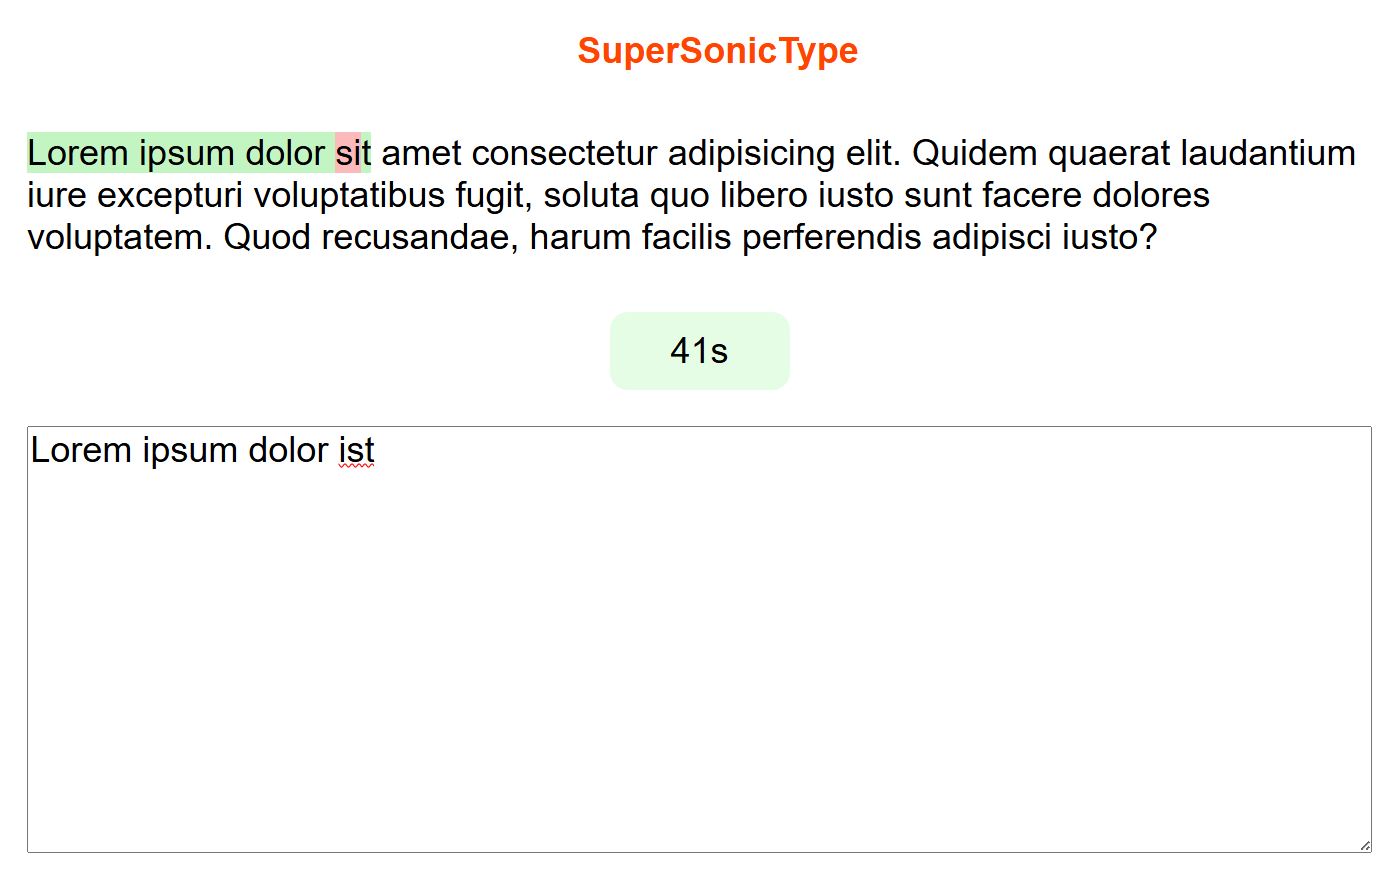 SuperSonicType
Lorem ipsum dolor sit amet consectetur adipisicing elit. Quidem quaerat laudantium
iure excepturi voluptatibus fugit, soluta quo libero iusto sunt facere dolores
voluptatem. Quod recusandae, harum facilis perferendis adipisci iusto?
41s
Lorem ipsum dolor ist